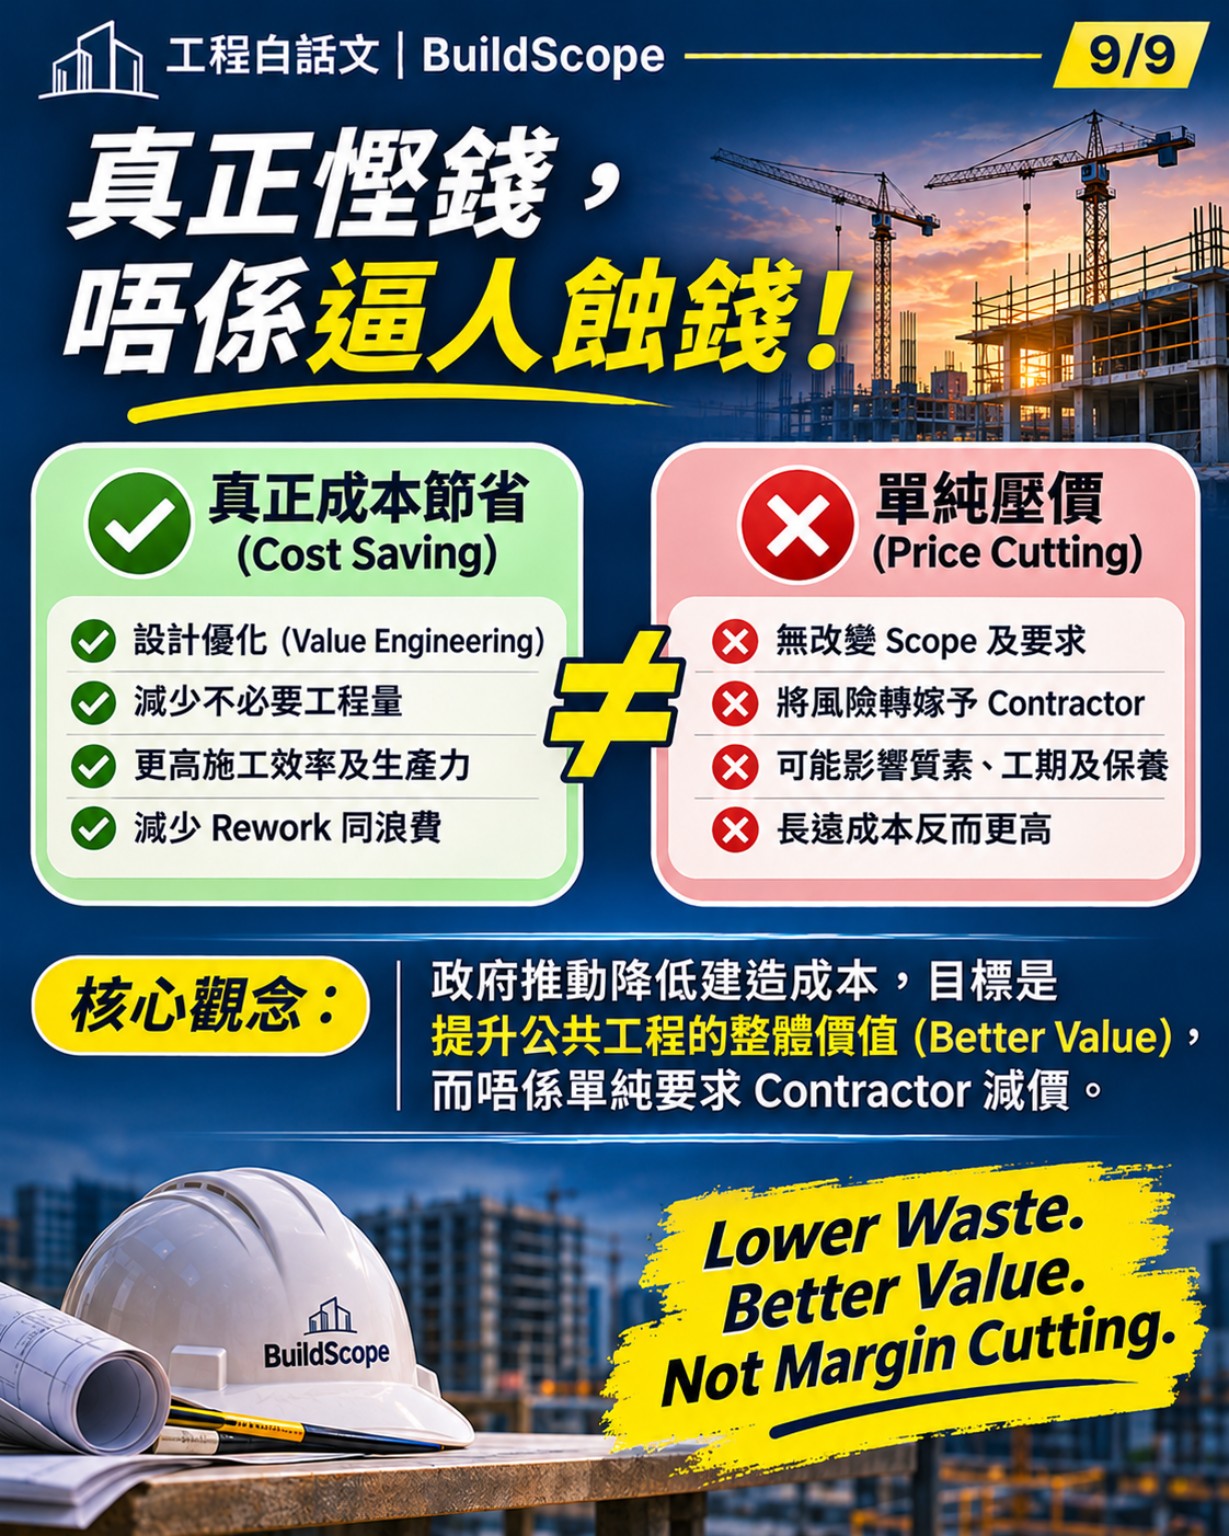 工程白話文 | BuildScope
9/9
真正慳錢，
唔係逼人蝕錢！
真正成本節省
(Cost Saving)
設計優化 (Value Engineering)
減少不必要工程量
更高施工效率及生產力
減少 Rework 同浪費
≠
單純壓價
(Price Cutting)
無改變 Scope 及要求
將風險轉嫁予 Contractor
可能影響質素、工期及保養
長遠成本反而更高
核心觀念：
政府推動降低建造成本，目標是
提升公共工程的整體價值 (Better Value)，
而唔係單純要求 Contractor 減價。
BuildScope
Lower Waste.
Better Value.
Not Margin Cutting.